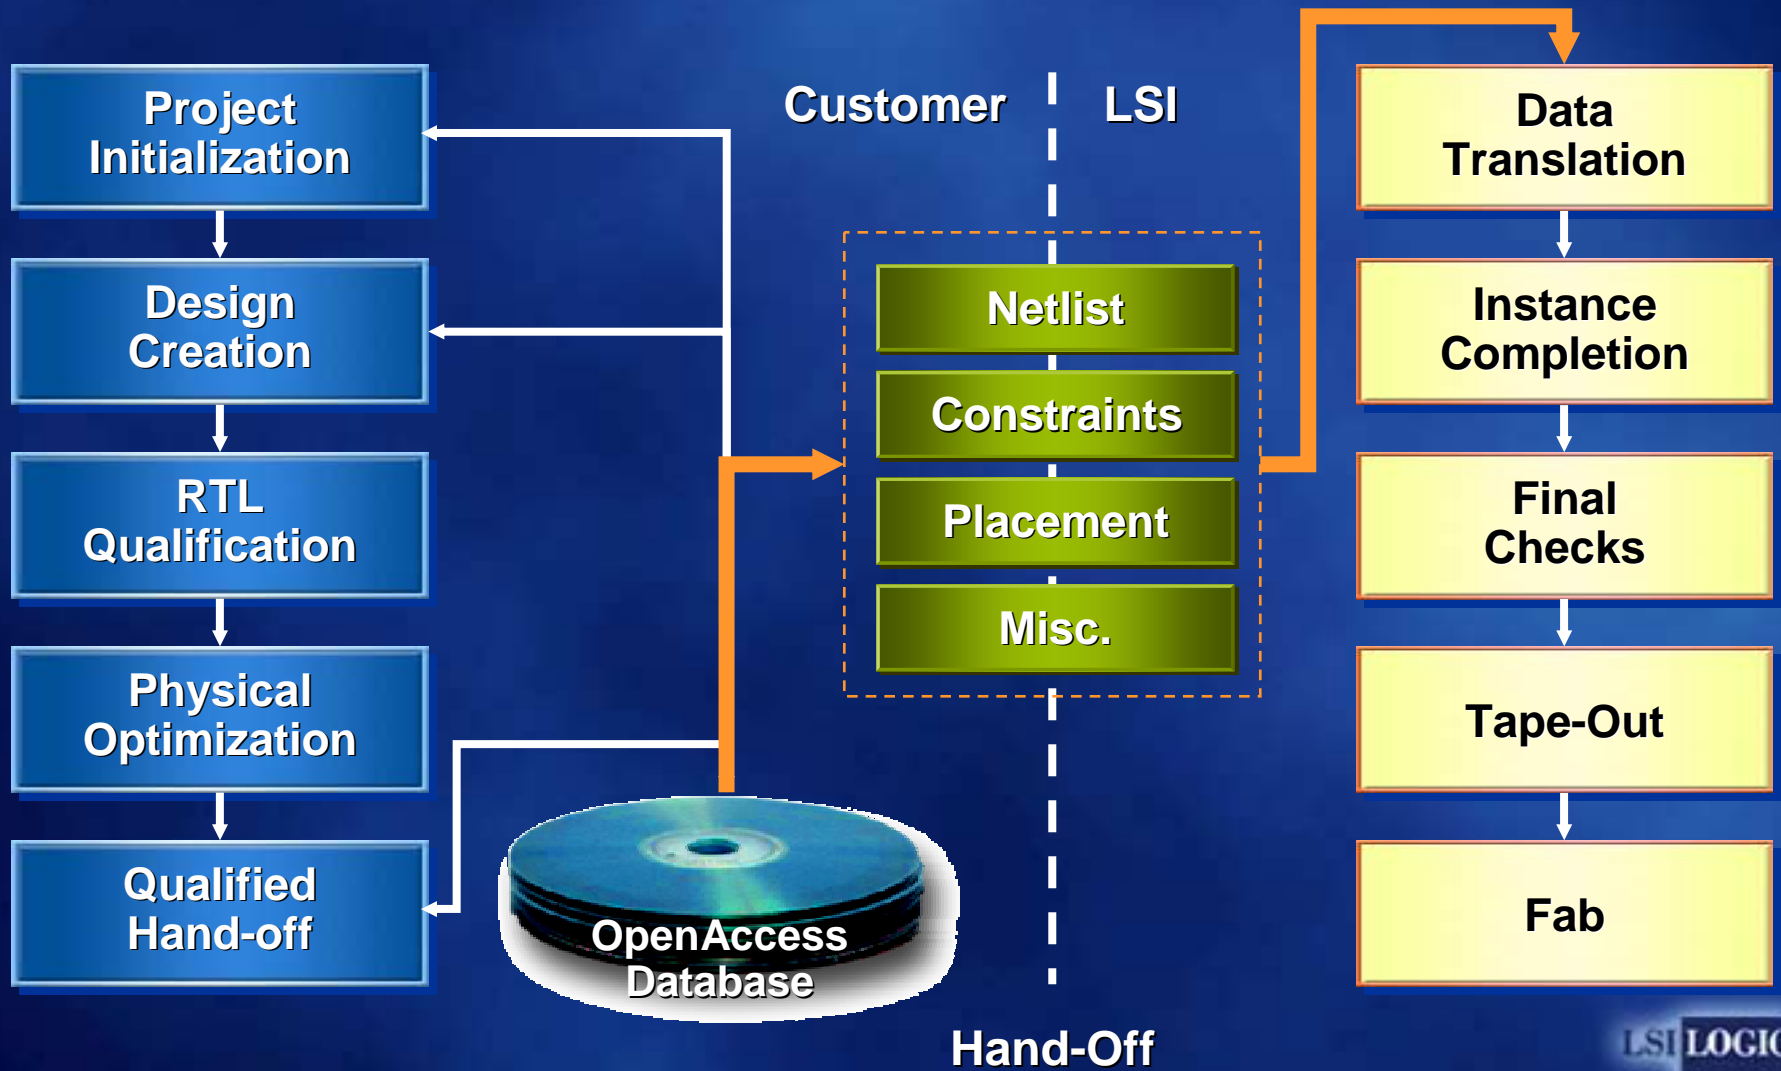 Project
Initialization
Design
Creation
RTL
Qualification
Physical
Optimization
Qualified
Hand-off
OpenAccess
Database
Customer
LSI
Netlist
Constraints
Placement
Misc.
Hand-Off
Data
Translation
Instance
Completion
Final
Checks
Tape-Out
Fab
LSI LOGIC